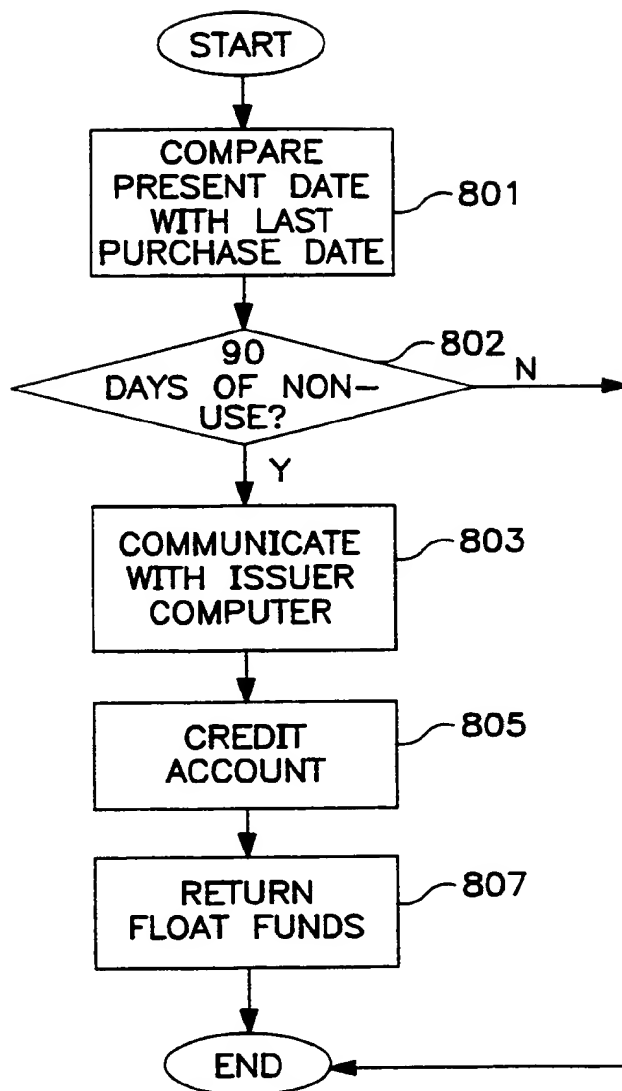 START
COMPARE
PRESENT DATE
WITH LAST
PURCHASE DATE
801
90
DAYS OF NON-
USE?
802
N
Y
COMMUNICATE
WITH ISSUER
COMPUTER
803
CREDIT
ACCOUNT
805
RETURN
FLOAT FUNDS
807
END